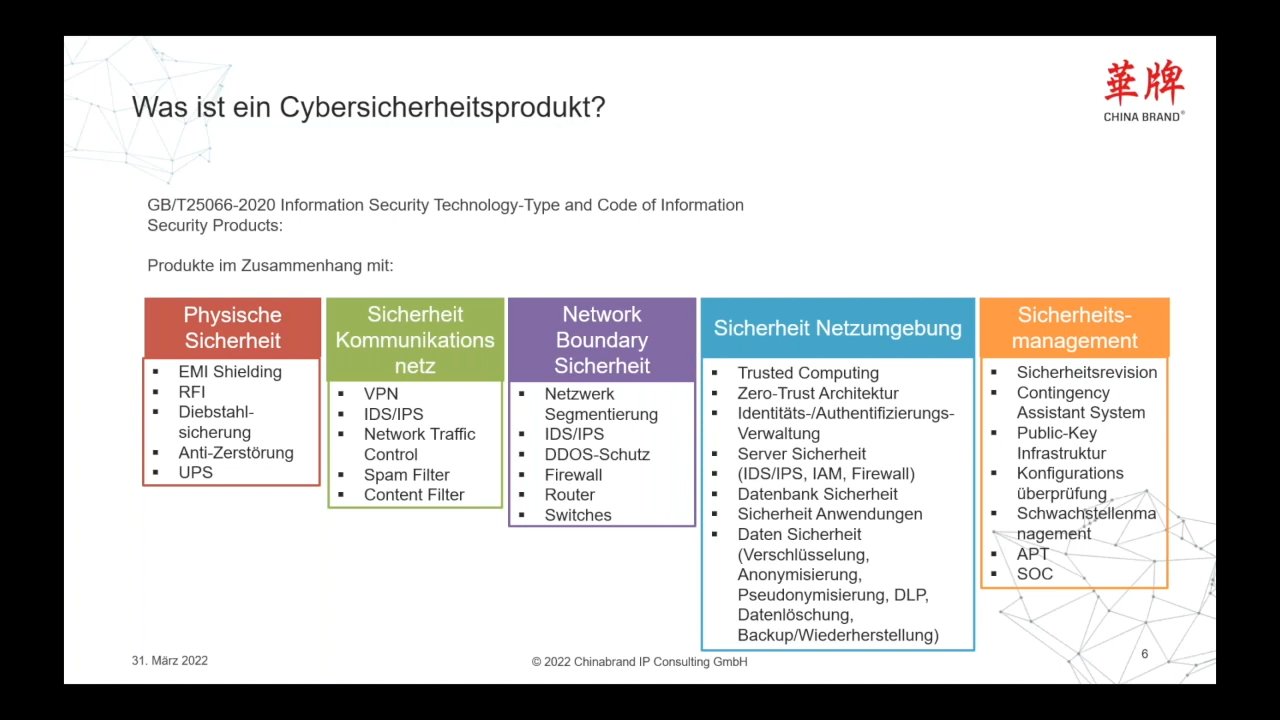 Was ist ein Cybersicherheitsprodukt?
華牌
CHINA BRAND®
GB/T25066-2020 Information Security Technology-Type and Code of Information
Security Products:
Produkte im Zusammenhang mit:
Physische
Sicherheit
▪ EMI Shielding
▪ RFI
▪ Diebstahl-
sicherung
▪ Anti-Zerstörung
▪ UPS
Sicherheit
Kommunikations
netz
▪ VPN
▪ IDS/IPS
▪ Network Traffic
Control
▪ Spam Filter
▪ Content Filter
Network
Boundary
Sicherheit
▪ Netzwerk
Segmentierung
▪ IDS/IPS
▪ DDOS-Schutz
▪ Firewall
▪ Router
▪ Switches
Sicherheit Netzumgebung
▪ Trusted Computing
▪ Zero-Trust Architektur
▪ Identitäts-/Authentifizierungs-
Verwaltung
▪ Server Sicherheit
▪ (IDS/IPS, IAM, Firewall)
▪ Datenbank Sicherheit
▪ Sicherheit Anwendungen
▪ Daten Sicherheit
(Verschlüsselung,
Anonymisierung,
Pseudonymisierung, DLP,
Datenlöschung,
Backup/Wiederherstellung)
Sicherheits-
management
▪ Sicherheitsrevision
▪ Contingency
Assistant System
▪ Public-Key
Infrastruktur
▪ Konfigurations
überprüfung
▪ Schwachstellenma
nagement
▪ APT
▪ SOC
31. März 2022
© 2022 Chinabrand IP Consulting GmbH
6